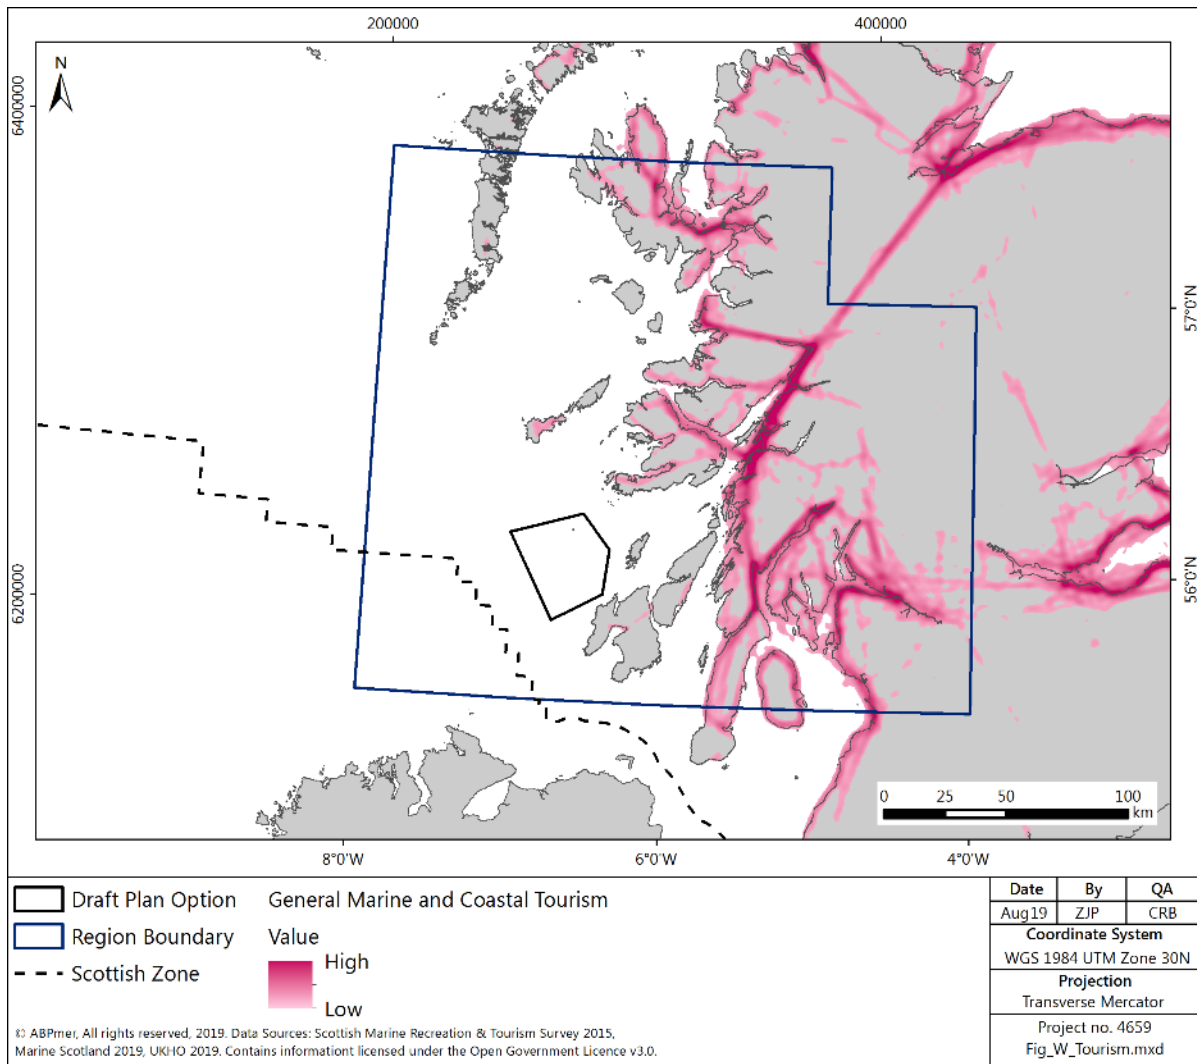 200000
400000
N
6400000
57°0'N
6200000
56°0'N
0 25 50 100
km
8°0'W
6°0'W
4°0'W
Draft Plan Option
General Marine and Coastal Tourism
Region Boundary
Value
Scottish Zone
High
Low
Date By QA
Aug19 ZJP CRB
Coordinate System
WGS 1984 UTM Zone 30N
Projection
Transverse Mercator
Project no. 4659
Fig_W_Tourism.mxd
© ABPmer, All rights reserved, 2019. Data Sources: Scottish Marine Recreation & Tourism Survey 2015,
Marine Scotland 2019, UKHO 2019. Contains informationt licensed under the Open Government Licence v3.0.